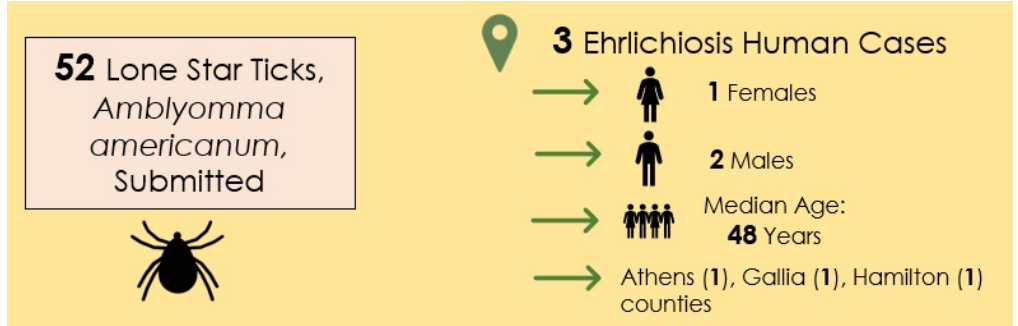 52 Lone Star Ticks,
Amblyomma
americanum,
Submitted
3 Ehrlichiosis Human Cases
1 Females
2 Males
Median Age:
48 Years
Athens (1), Gallia (1), Hamilton (1)
counties